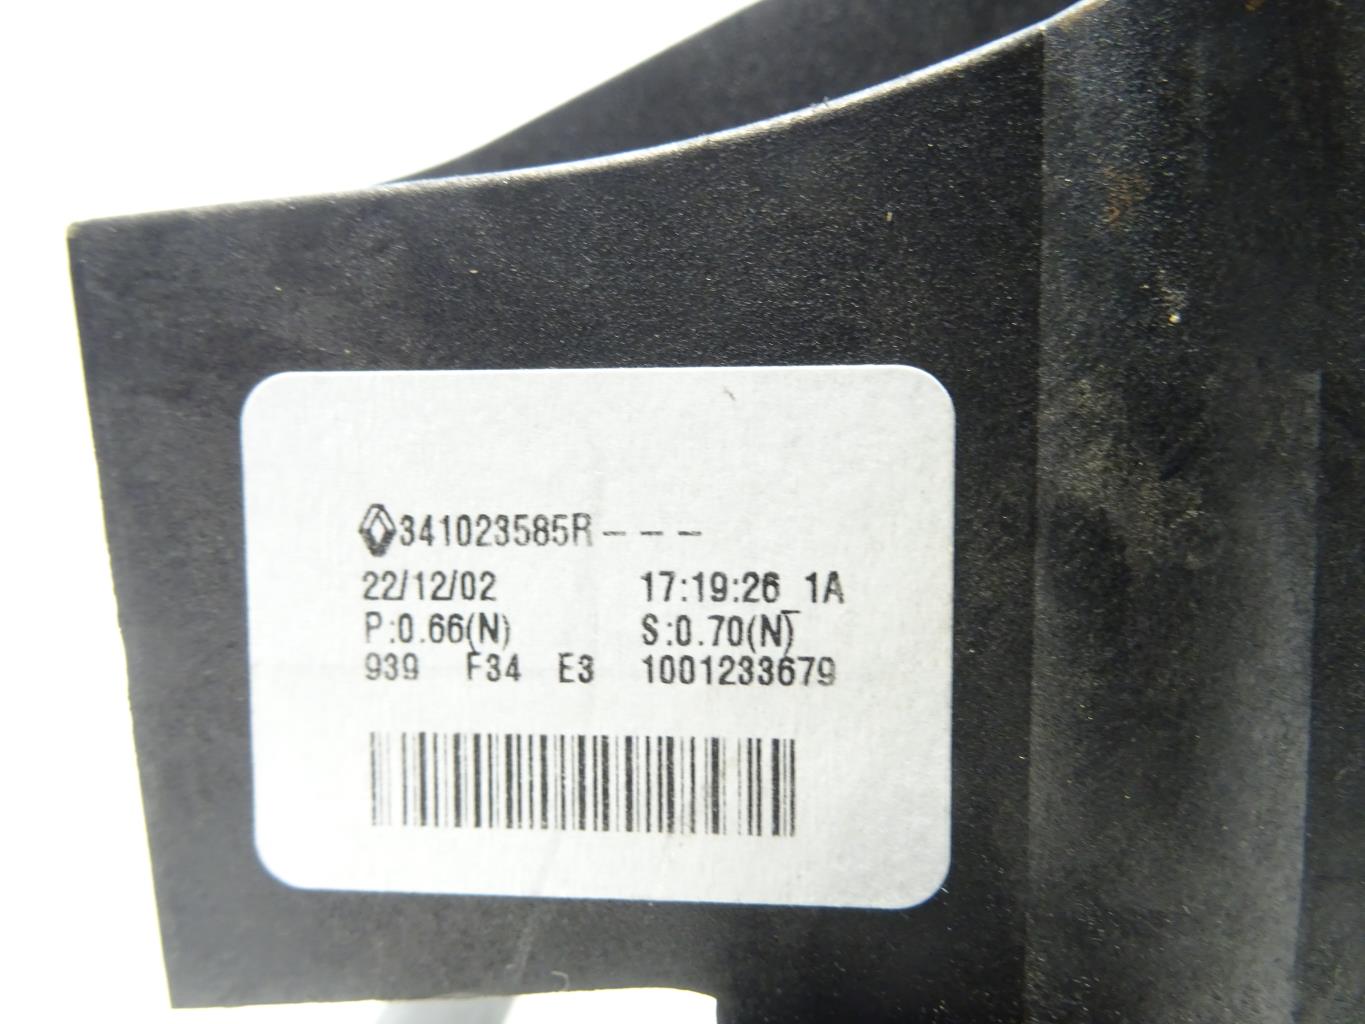 341023585R---
22/12/02 17:19:26 1A
P:0.66(N) S:0.70(N)
939 F34 E3 1001233679